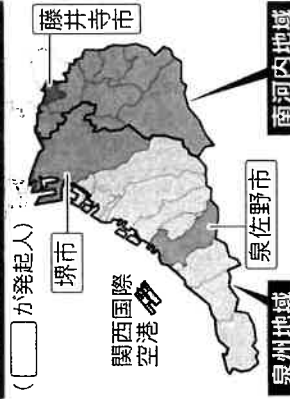 (　　が発起人)
藤井寺市
堺市
関西国際
空港
泉佐野市
南河内地域
泉州地域